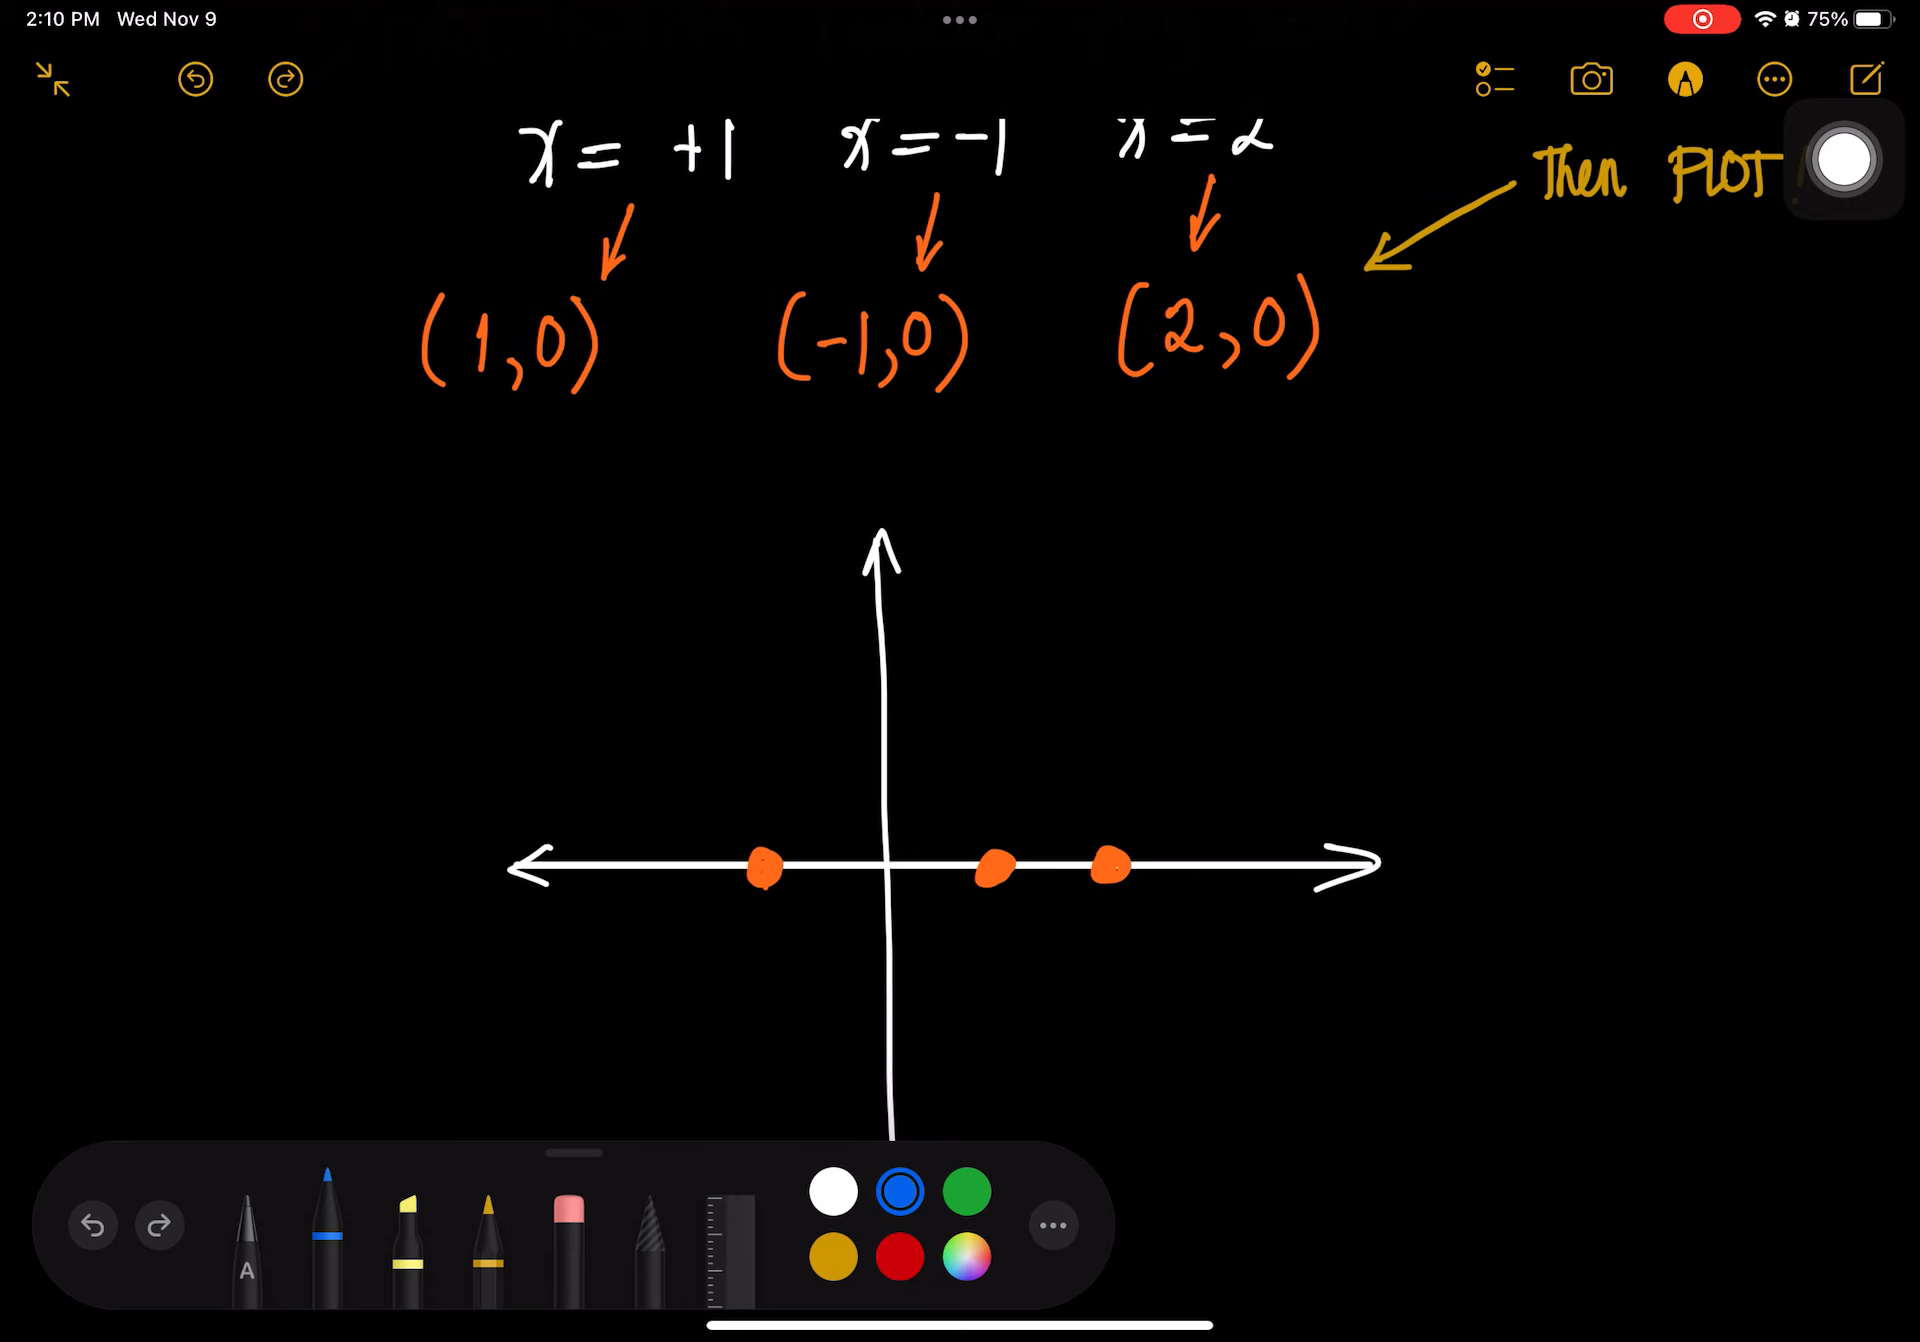 2:10 PM Wed Nov 9
75%
x = +1 x = -1 x = 2
Then PLOT
(1,0) (-1,0) (2,0)
A